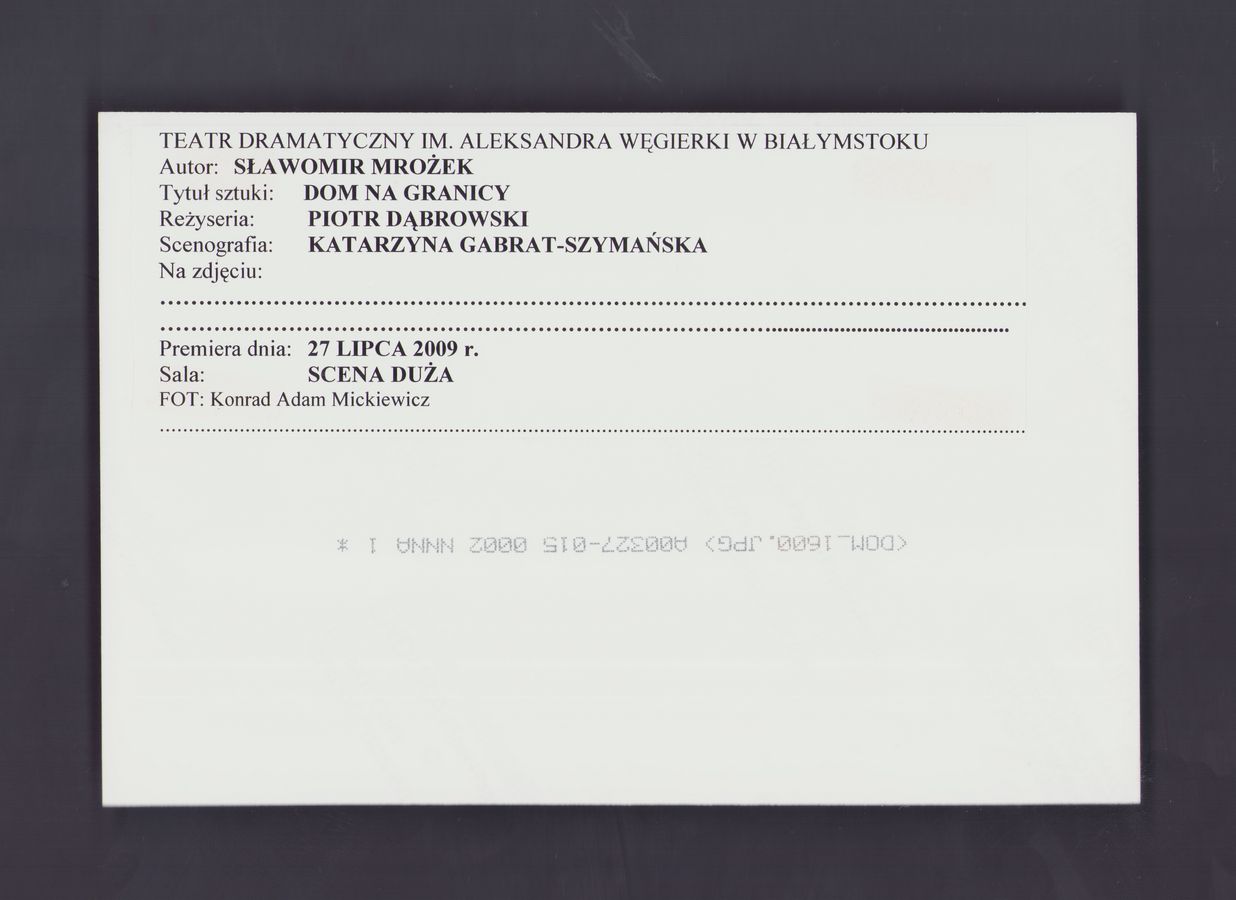 TEATR DRAMATYCZNY IM. ALEKSANDRA WĘGIERKI W BIAŁYMSTOKU
Autor: SŁAWOMIR MROŻEK
Tytuł sztuki: DOM NA GRANICY
Reżyseria: PIOTR DĄBROWSKI
Scenografia: KATARZYNA GABRAT-SZYMAŃSKA
Na zdjęciu:
Premiera dnia: 27 LIPCA 2009 r.
Sala: SCENA DUŻA
FOT: Konrad Adam Mickiewicz
<DOM_1600.JPG> A00327-015 0002 NNNA 1 *